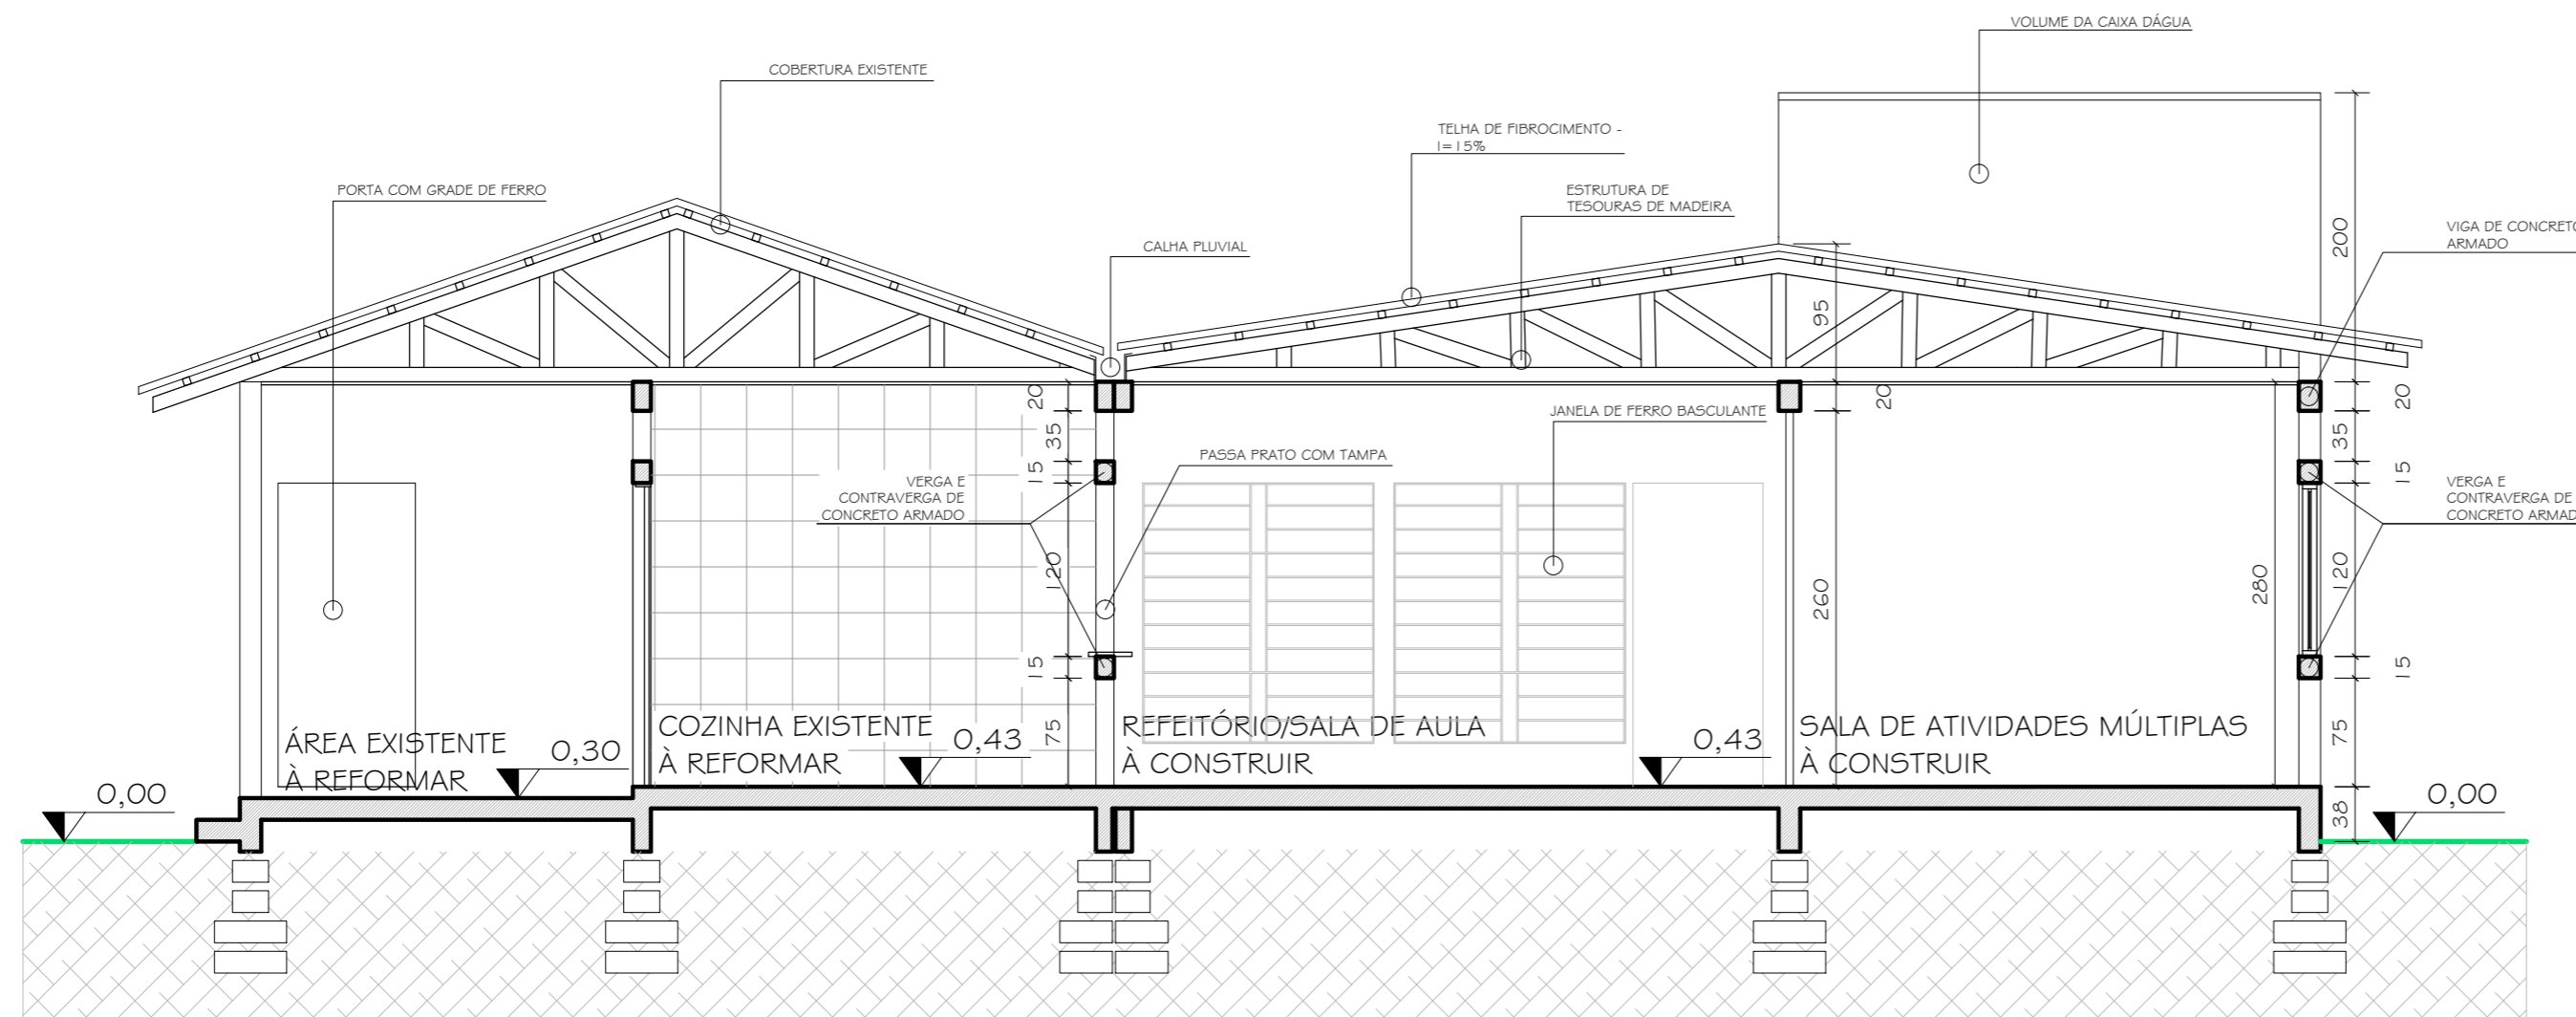 VOLUME DA CAIXA DÁGUA
COBERTURA EXISTENTE
TELHA DE FIBROCIMENTO -
I=15%
PORTA COM GRADE DE FERRO
ESTRUTURA DE
TESOURAS DE MADEIRA
CALHA PLUVIAL
VIGA DE CONCRETO
ARMADO
200
95
20
20
20
35
35
15
15
JANELA DE FERRO BASCULANTE
PASSA PRATO COM TAMPA
VERGA E
CONTRAVERGA DE
CONCRETO ARMADO
VERGA E
CONTRAVERGA DE
CONCRETO ARMAD
120
260
280
120
15
15
75
75
38
ÁREA EXISTENTE
À REFORMAR
0,30
COZINHA EXISTENTE
À REFORMAR
0,43
REFEITÓRIO/SALA DE AULA
À CONSTRUIR
0,43
SALA DE ATIVIDADES MÚLTIPLAS
À CONSTRUIR
0,00
0,00